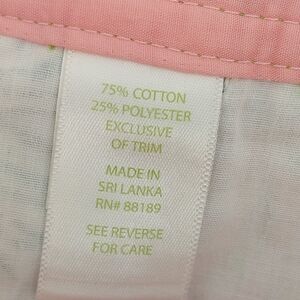 75% COTTON
25% POLYESTER
EXCLUSIVE
OF TRIM
MADE IN
SRI LANKA
RN# 88189
SEE REVERSE
FOR CARE